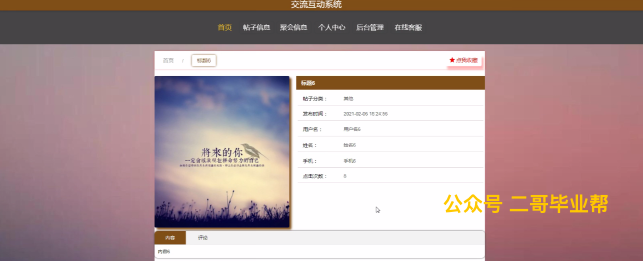 交流互动系统
首页 帖子信息 聚会信息 个人中心 后台管理 在线客服
首页 / 标题6 ★点我收藏
标题6
帖子分类： 其他
发布时间： 2021-02-05 15:24:36
用户名： 用户名6
姓名： 姓名6
手机： 手机6
点击次数： 5
将来的你
一定会感谢现在拼命努力的自己
公众号 二哥毕业帮
内容 评论
内容6